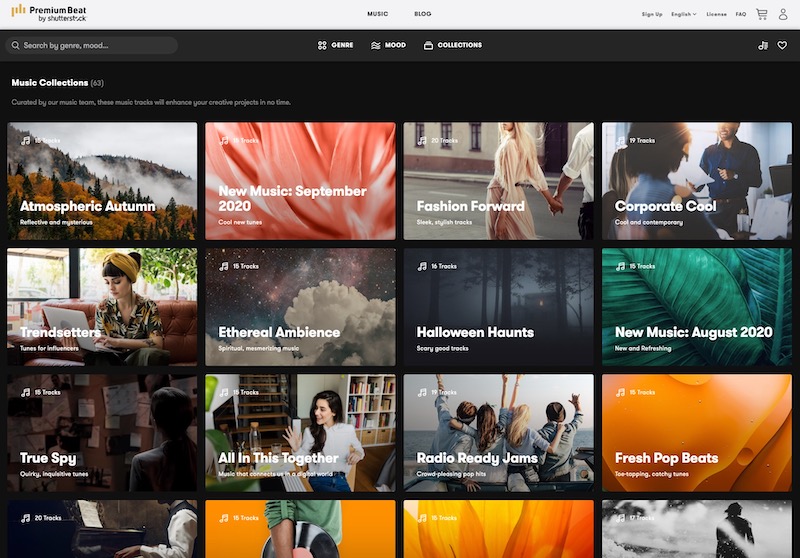 PremiumBeat
by shutterstock
MUSIC BLOG
Sign Up English License FAQ
Search by genre, mood...
GENRE MOOD COLLECTIONS
Music Collections (63)
Curated by our music team, these music tracks will enhance your creative projects in no time.
15 Tracks
Atmospheric Autumn
Reflective and mysterious
Tracks
New Music: September
2020
Cool new tunes
20 Tracks
Fashion Forward
Sleek, stylish tracks
19 Tracks
Corporate Cool
Cool and contemporary
Trendsetters
Tunes for influencers
15 Tracks
Ethereal Ambience
Spiritual, mesmerizing music
16 Tracks
Halloween Haunts
Scary good tracks
15 Tracks
New Music: August 2020
New and Refreshing
15 Tracks
True Spy
Quirky, inquisitive tunes
15 Tracks
All In This Together
Music that connects us in a digital world
Tracks
Radio Ready Jams
Crowd-pleasing pop hits
15 Tracks
Fresh Pop Beats
Toe-tapping, catchy tunes
20 Tracks
15 Tracks
Tracks
17 Tracks